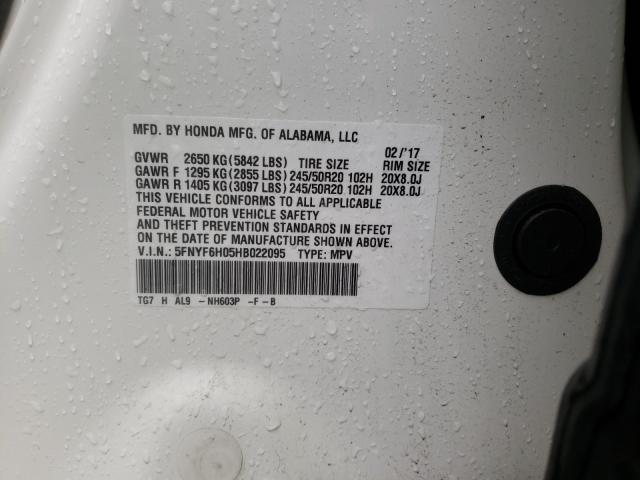 MFD. BY HONDA MFG. OF ALABAMA, LLC
02/'17
GVWR 2650 KG(5842 LBS) TIRE SIZE RIM SIZE
GAWR F 1295 KG(2855 LBS)245/50R20 102H 20X8.0J
GAWR R 1405 KG(3097 LBS)245/50R20 102H 20X8.0J
THIS VEHICLE CONFORMS TO ALL APPLICABLE
FEDERAL MOTOR VEHICLE SAFETY
AND THEFT PREVENTION STANDARDS IN EFFECT
ON THE DATE OF MANUFACTURE SHOWN ABOVE.
V.I.N.: 5FNYF6H05HB022095 TYPE: MPV
TG7 H AL9 - NH603P -F-B